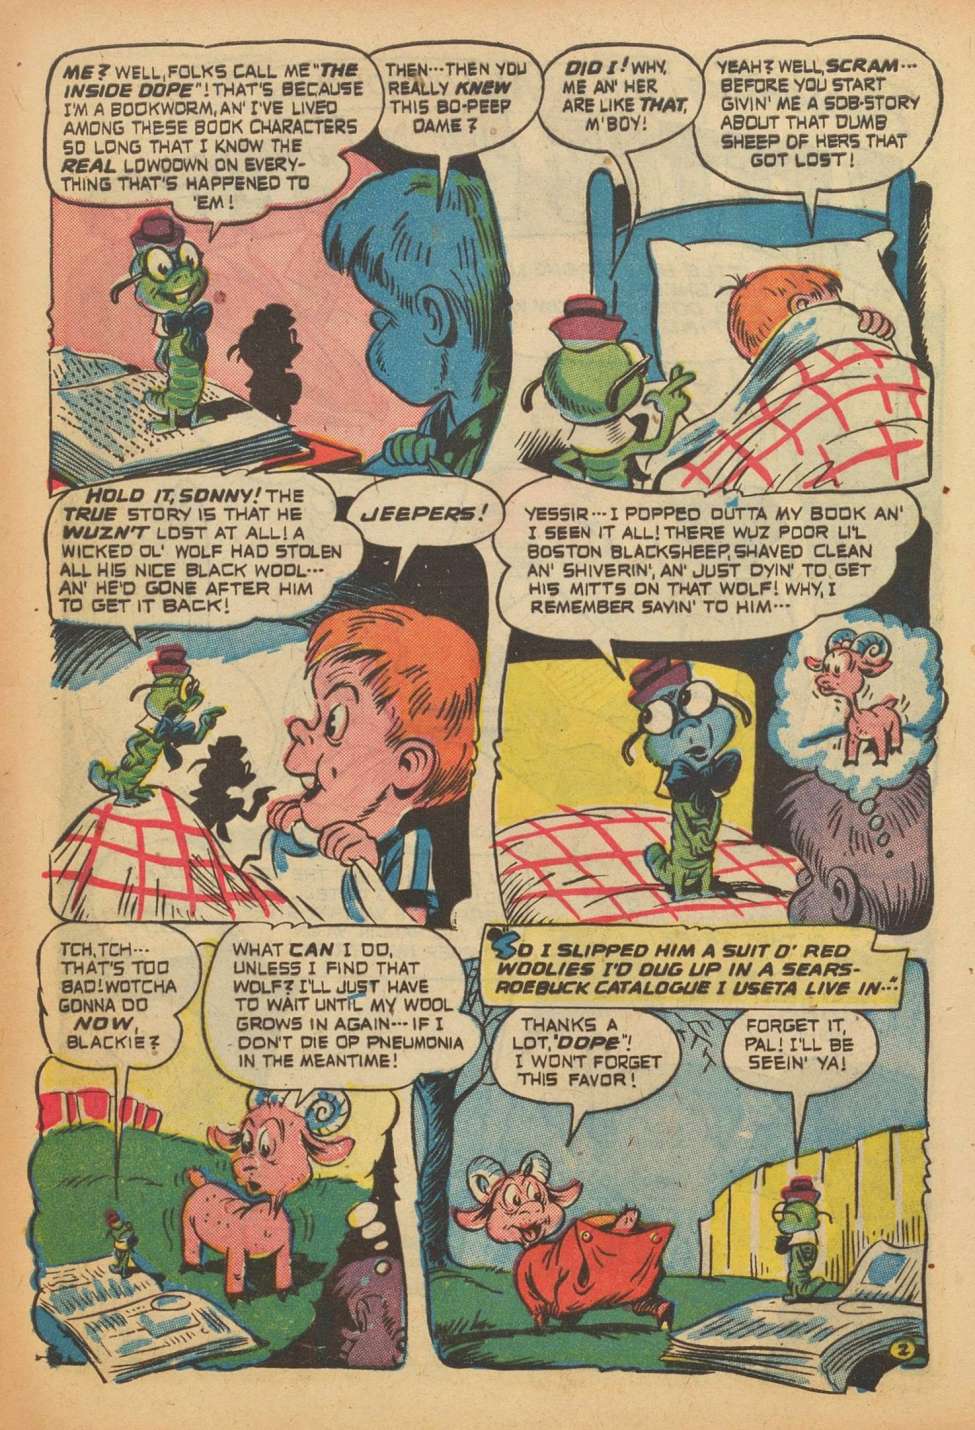 ME? WELL, FOLKS CALL ME "THE
INSIDE DOPE"! THAT'S BECAUSE
I'M A BOOKWORM, AN' I'VE LIVED
AMONG THESE BOOK CHARACTERS
SO LONG THAT I KNOW THE
REAL LOWDOWN ON EVERY-
THING THAT'S HAPPENED TO
'EM!
THEN--- THEN YOU
REALLY KNEW
THIS BO-PEEP
DAME?
DID I! WHY,
ME AN' HER
ARE LIKE THAT,
M'BOY!
YEAH? WELL, SCRAM---
BEFORE YOU START
GIVIN' ME A SOB-STORY
ABOUT THAT DUMB
SHEEP OF HERS THAT
GOT LOST!
HOLD IT, SONNY! THE
TRUE STORY IS THAT HE
WUZN'T LOST AT ALL! A
WICKED OL' WOLF HAD STOLEN
ALL HIS NICE BLACK WOOL---
AN' HE'D GONE AFTER HIM
TO GET IT BACK!
JEEPERS!
YESSIR--- I POPPED OUTTA MY BOOK AN'
I SEEN IT ALL! THERE WUZ POOR LI'L
BOSTON BLACKSHEEP, SHAVED CLEAN
AN' SHIVERIN', AN' JUST DYIN' TO GET
HIS MITTS ON THAT WOLF! WHY, I
REMEMBER SAYIN' TO HIM---
TCH, TCH---
THAT'S TOO
BAD! WOTCHA
GONNA DO
NOW,
BLACKIE?
WHAT CAN I DO,
UNLESS I FIND THAT
WOLF? I'LL JUST HAVE
TO WAIT UNTIL MY WOOL
GROWS IN AGAIN--- IF I
DON'T DIE OF PNEUMONIA
IN THE MEANTIME!
"SO I SLIPPED HIM A SUIT O' RED
WOOLIES I'D DUG UP IN A SEARS-
ROEBUCK CATALOGUE I USETA LIVE IN---"
THANKS A
LOT, "DOPE"!
I WON'T FORGET
THIS FAVOR!
FORGET IT,
PAL! I'LL BE
SEEIN' YA!
2